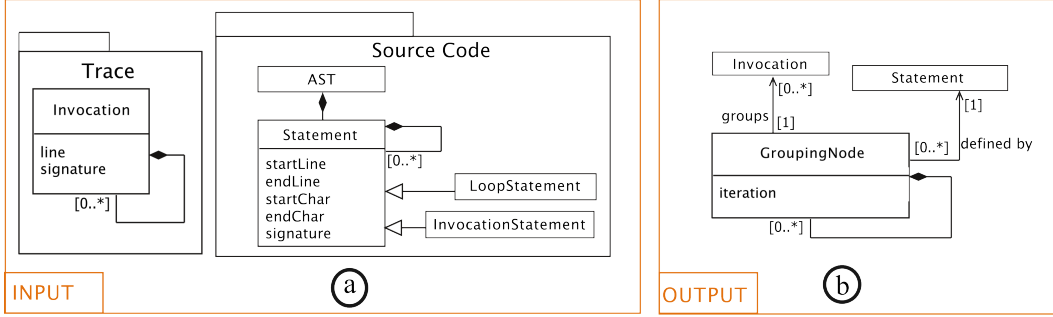 Trace
Invocation
line
signature
[0..*]
Source Code
AST
Statement
startLine
endLine
startChar
endChar
signature
[0..*]
LoopStatement
InvocationStatement
INPUT
a
Invocation
[0..*]
groups
[1]
Statement
[1]
[0..*]
defined by
GroupingNode
iteration
[0..*]
OUTPUT
b